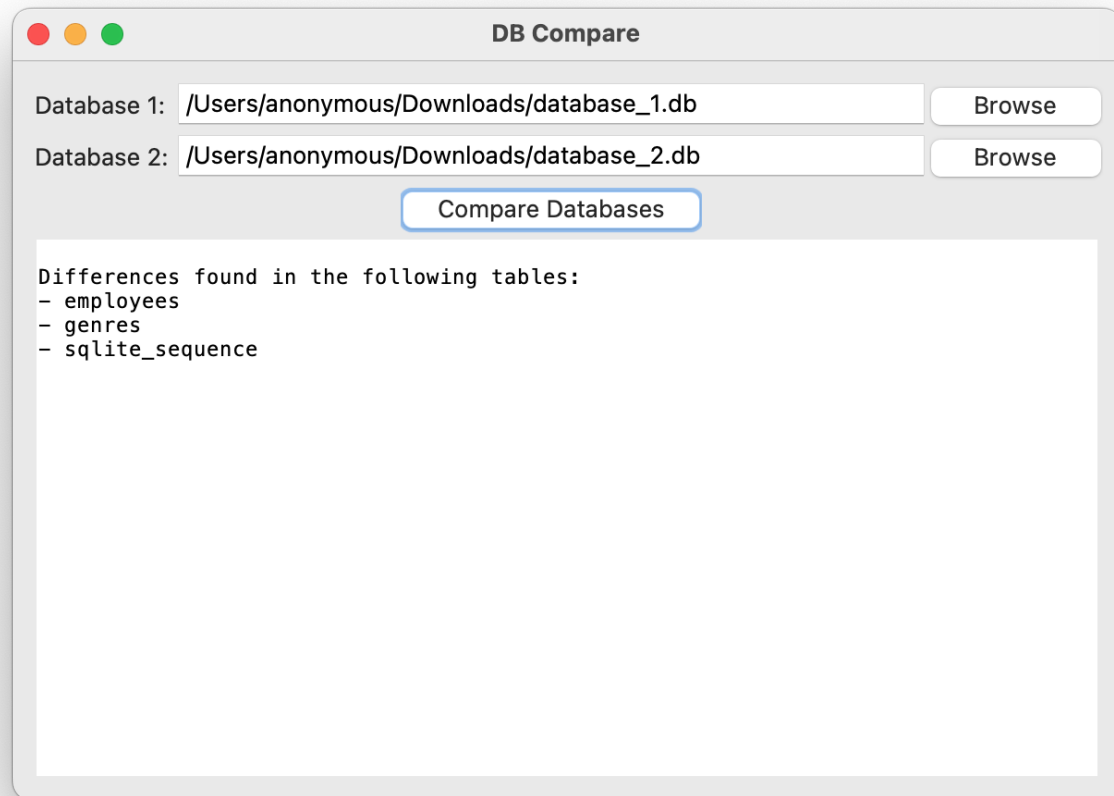 DB Compare
Database 1: /Users/anonymous/Downloads/database_1.db Browse
Database 2: /Users/anonymous/Downloads/database_2.db Browse
Compare Databases
Differences found in the following tables:
- employees
- genres
- sqlite_sequence